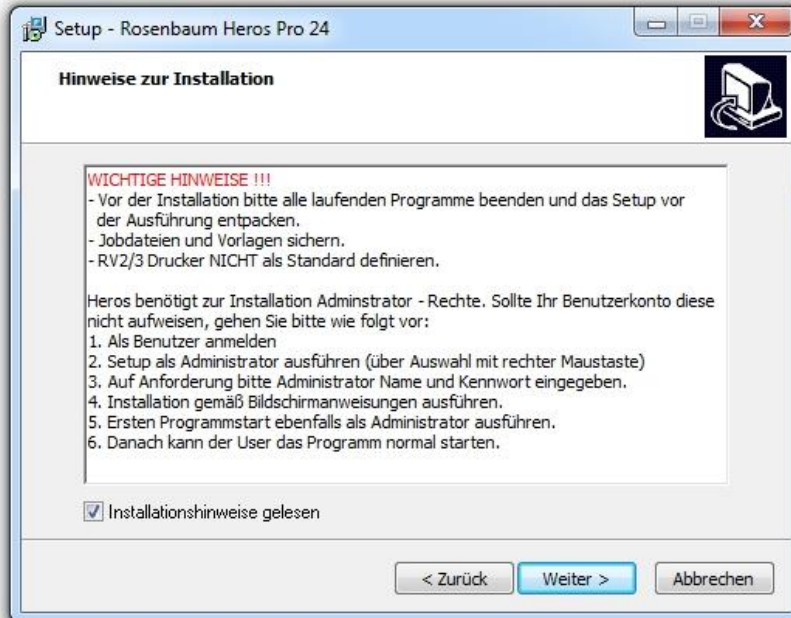 Setup - Rosenbaum Heros Pro 24
Hinweise zur Installation
WICHTIGE HINWEISE !!!
- Vor der Installation bitte alle laufenden Programme beenden und das Setup vor
der Ausführung entpacken.
- Jobdateien und Vorlagen sichern.
- RV2/3 Drucker NICHT als Standard definieren.
Heros benötigt zur Installation Adminstrator - Rechte. Sollte Ihr Benutzerkonto diese
nicht aufweisen, gehen Sie bitte wie folgt vor:
1. Als Benutzer anmelden
2. Setup als Administrator ausführen (über Auswahl mit rechter Maustaste)
3. Auf Anforderung bitte Administrator Name und Kennwort eingegeben.
4. Installation gemäß Bildschirmanweisungen ausführen.
5. Ersten Programmstart ebenfalls als Administrator ausführen.
6. Danach kann der User das Programm normal starten.
Installationshinweise gelesen
< Zurück
Weiter >
Abbrechen